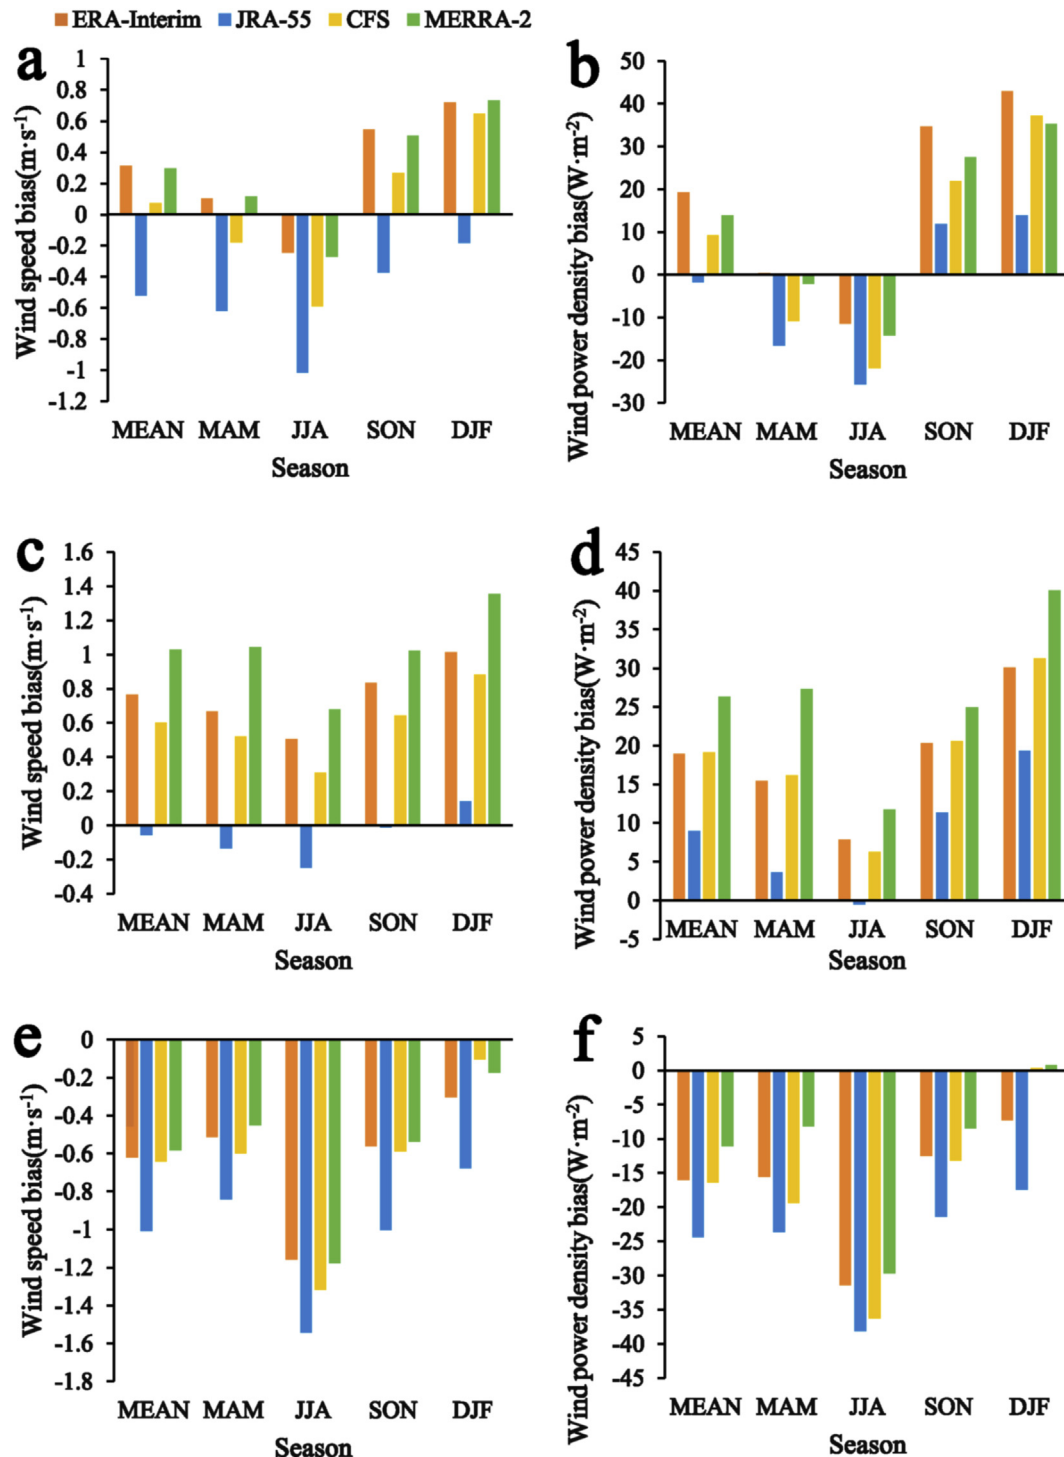 ERA-Interim JRA-55 CFS MERRA-2
a
Wind speed bias(m·s⁻¹)
1
0.8
0.6
0.4
0.2
0
-0.2
-0.4
-0.6
-0.8
-1
-1.2
MEAN MAM JJA SON DJF
Season
b
Wind power density bias(W·m⁻²)
50
40
30
20
10
0
-10
-20
-30
MEAN MAM JJA SON DJF
Season
c
Wind speed bias(m·s⁻¹)
1.6
1.4
1.2
1
0.8
0.6
0.4
0.2
0
-0.2
-0.4
MEAN MAM JJA SON DJF
Season
d
Wind power density bias(W·m⁻²)
45
40
35
30
25
20
15
10
5
0
-5
MEAN MAM JJA SON DJF
Season
e
Wind speed bias(m·s⁻¹)
0
-0.2
-0.4
-0.6
-0.8
-1
-1.2
-1.4
-1.6
-1.8
MEAN MAM JJA SON DJF
Season
f
Wind power density bias(W·m⁻²)
5
0
-5
-10
-15
-20
-25
-30
-35
-40
-45
MEAN MAM JJA SON DJF
Season